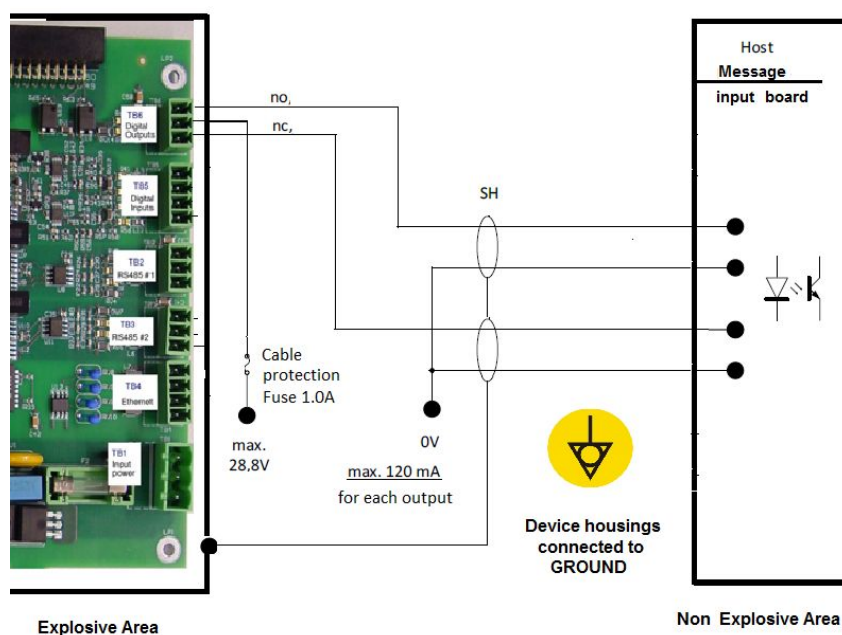 Host
Message
input board
no,
nc,
TB6
Digital
Outputs
TB5
Digital
Inputs
SH
TB2
RS485 #1
TB3
RS485 #2
TB4
Ethernet
TB1
Input
power
Cable
protection
Fuse 1.0A
max.
28,8V
0V
max. 120 mA
for each output
Device housings
connected to
GROUND
Explosive Area
Non Explosive Area